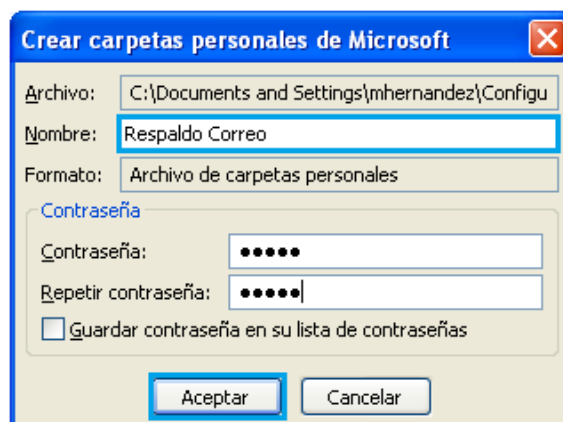 Crear carpetas personales de Microsoft
Archivo: C:\Documents and Settings\mhernandez\Configu
Nombre: Respaldo Correo
Formato: Archivo de carpetas personales
Contraseña
Contraseña: ●●●●●
Repetir contraseña: ●●●●●
Guardar contraseña en su lista de contraseñas
Aceptar Cancelar